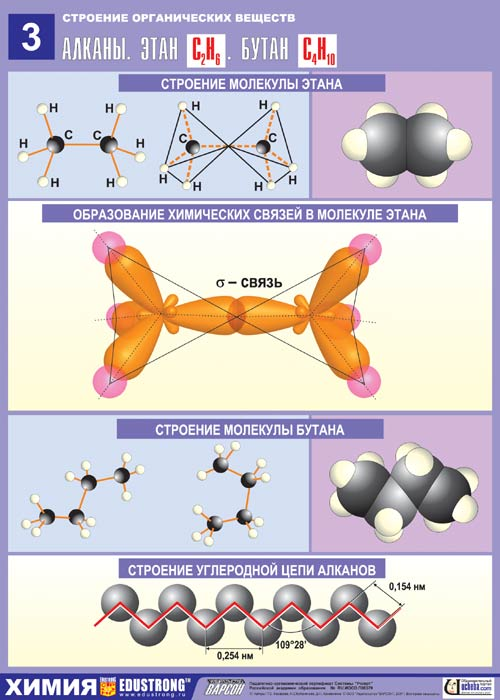 СТРОЕНИЕ ОРГАНИЧЕСКИХ ВЕЩЕСТВ
3
АЛКАНЫ. ЭТАН C₂H₆. БУТАН C₄H₁₀
СТРОЕНИЕ МОЛЕКУЛЫ ЭТАНА
H H H H
C C C C
H H H H
H H H H
ОБРАЗОВАНИЕ ХИМИЧЕСКИХ СВЯЗЕЙ В МОЛЕКУЛЕ ЭТАНА
σ – СВЯЗЬ
СТРОЕНИЕ МОЛЕКУЛЫ БУТАНА
СТРОЕНИЕ УГЛЕРОДНОЙ ЦЕПИ АЛКАНОВ
0,154 нм
0,254 нм
109°28'
ХИМИЯ EDUSTRONG™
www.edustrong.ru
ВАРСОН